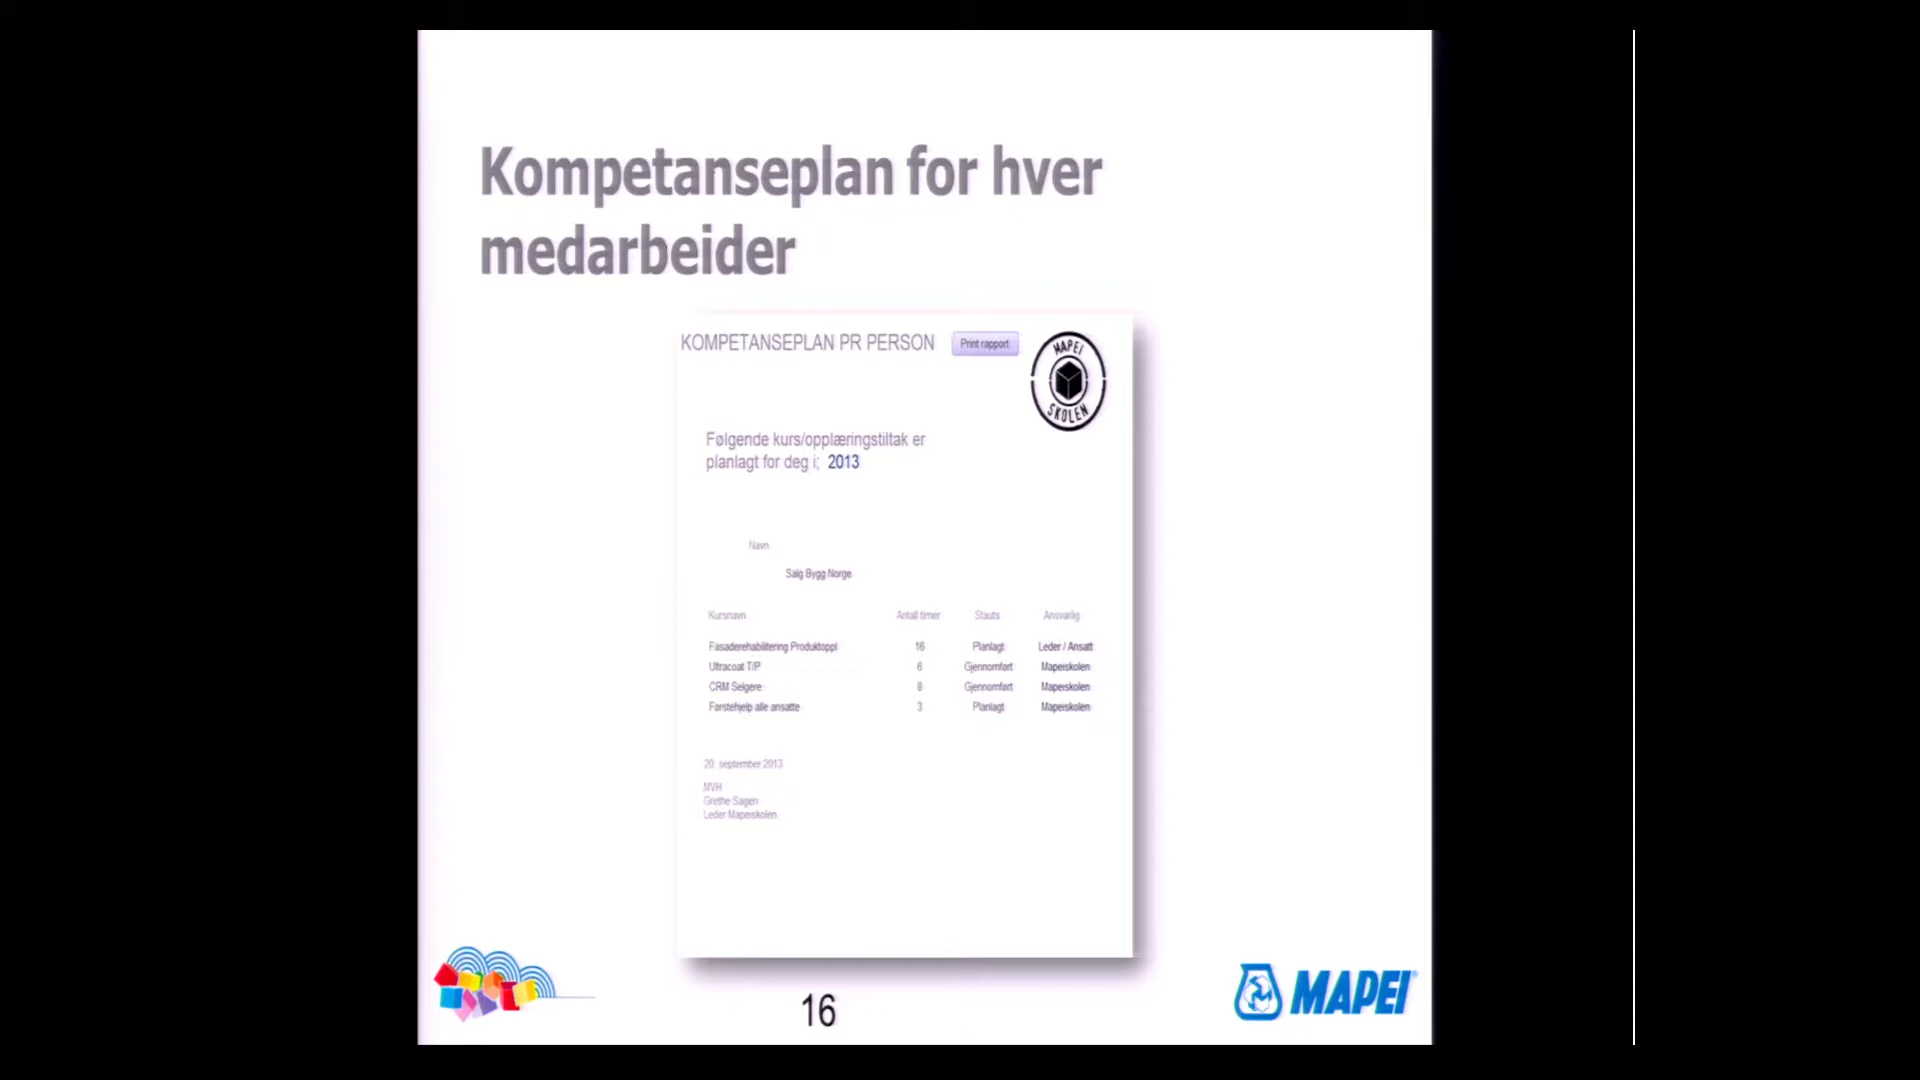 Kompetanseplan for hver
medarbeider
KOMPETANSEPLAN PR PERSON Print rapport
MAPEI
SKOLEN
Følgende kurs/opplæringstiltak er
planlagt for deg i; 2013
Navn
Salg Bygg Norge
Kursnavn Antall timer Stauts Ansvarlig:
Fasaderehabilitering Produktoppl 16 Planlagt Leder / Ansatt
Ultracoat T/P 6 Gjennomført Mapeiskolen
CRM Selgere 8 Gjennomført Mapeiskolen
Førstehjelp alle ansatte 3 Planlagt Mapeiskolen
20. september 2013
MVH
Grethe Sagen
Leder Mapeiskolen
16
MAPEI